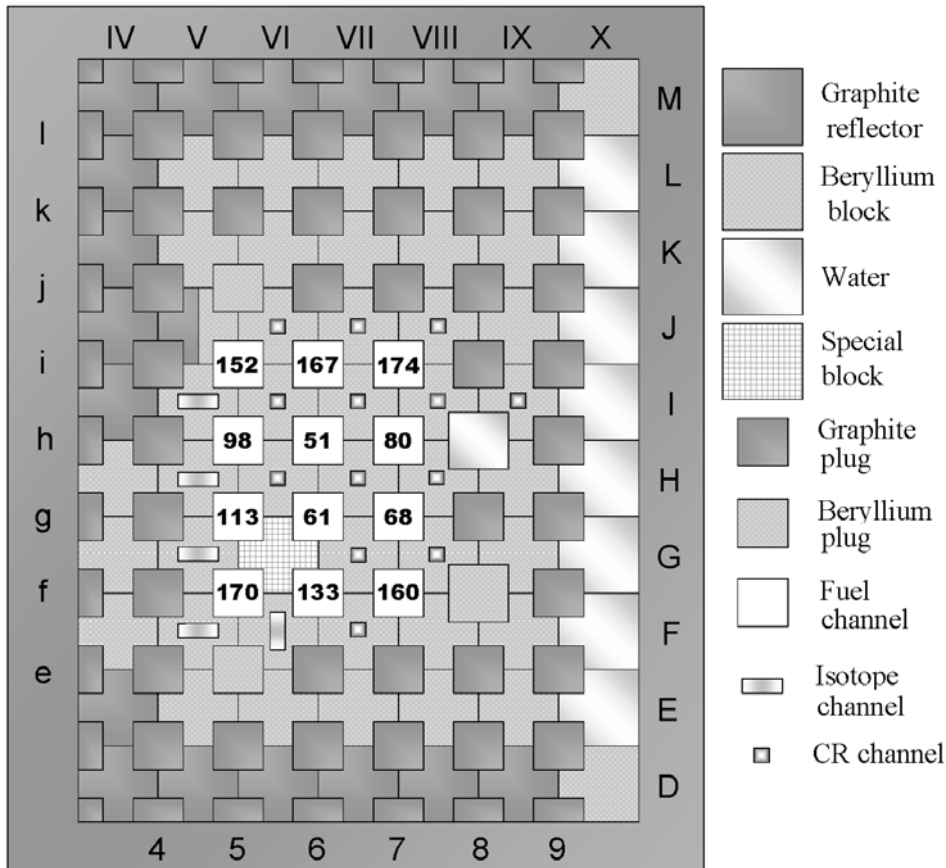 IV V VI VII VIII IX X
M
l
L
k
K
j
J
i 152 167 174
I
h 98 51 80
H
g 113 61 68
G
f 170 133 160
F
e
E
D
4 5 6 7 8 9
Graphite
reflector
Beryllium
block
Water
Special
block
Graphite
plug
Beryllium
plug
Fuel
channel
Isotope
channel
CR channel